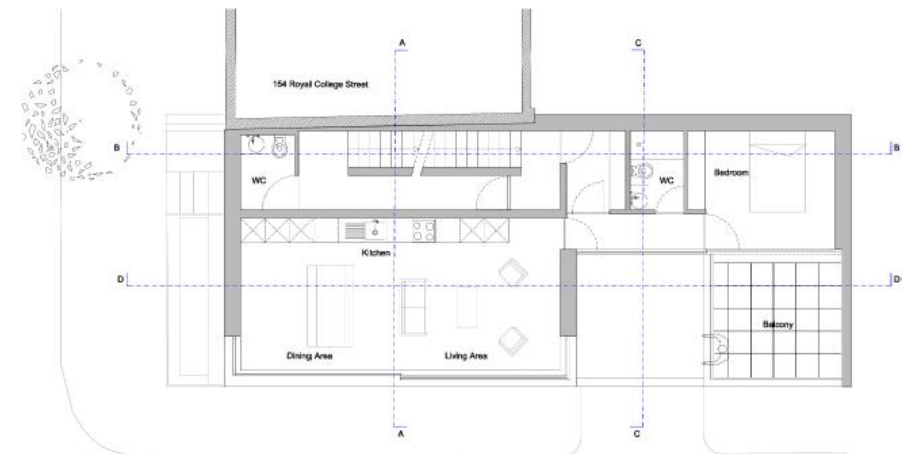 A
C
154 Royal College Street
B
B
WC
WC
Bedroom
Kitchen
D
D
Balcony
Dining Area
Living Area
A
C